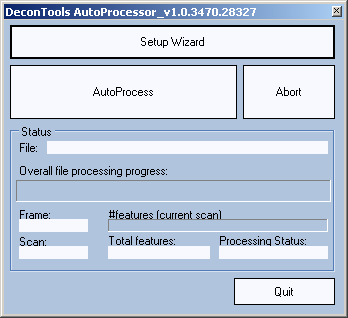 DeconTools AutoProcessor_v1.0.3470.28327
Setup Wizard
AutoProcess
Abort
Status
File:
Overall file processing progress:
Frame:
#features (current scan)
Scan:
Total features:
Processing Status:
Quit